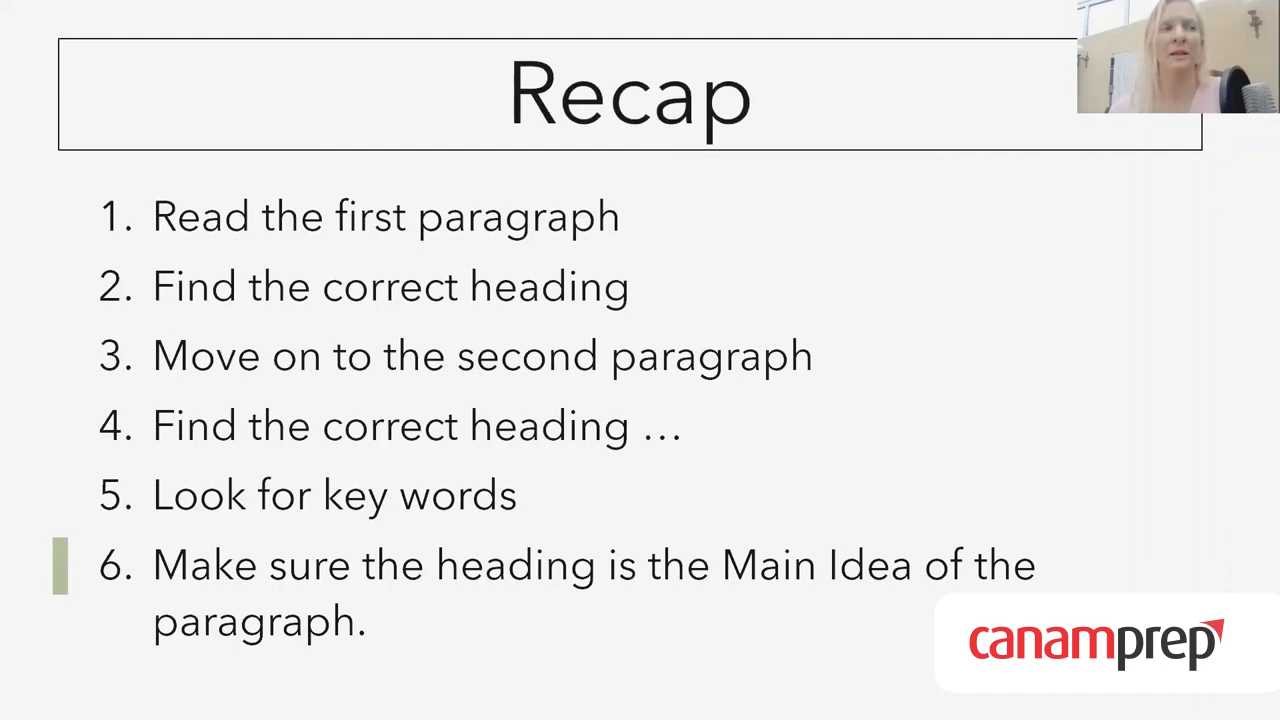 Recap
1. Read the first paragraph
2. Find the correct heading
3. Move on to the second paragraph
4. Find the correct heading …
5. Look for key words
6. Make sure the heading is the Main Idea of the
paragraph.
canamprep